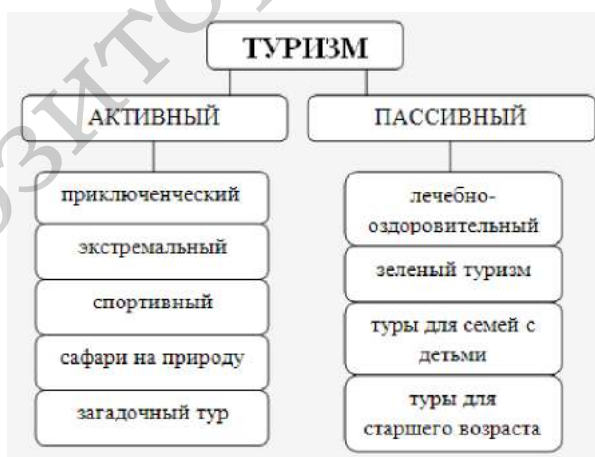 ТУРИЗМ
АКТИВНЫЙ
приключенческий
экстремальный
спортивный
сафари на природу
загадочный тур
ПАССИВНЫЙ
лечебно-
оздоровительный
зеленый туризм
туры для семей с
детьми
туры для
старшего возраста